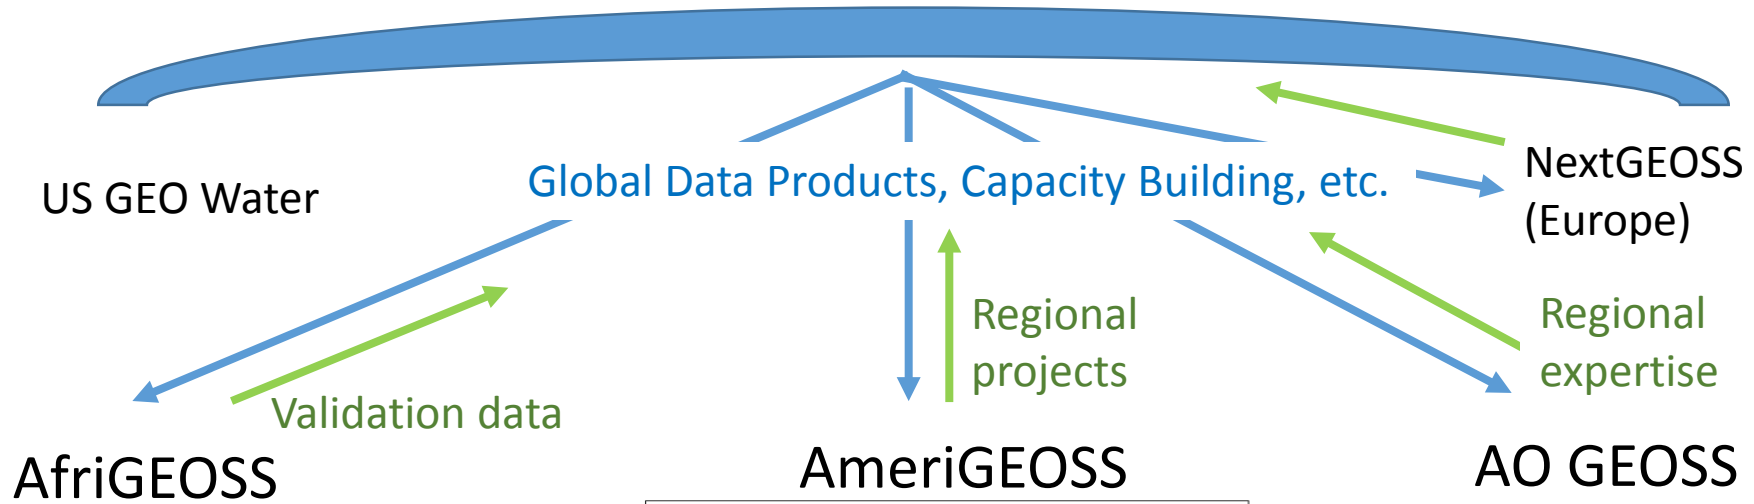 US GEO Water
Global Data Products, Capacity Building, etc.
NextGEOSS
(Europe)
Regional
projects
Regional
expertise
Validation data
AfriGEOSS
AmeriGEOSS
AO GEOSS